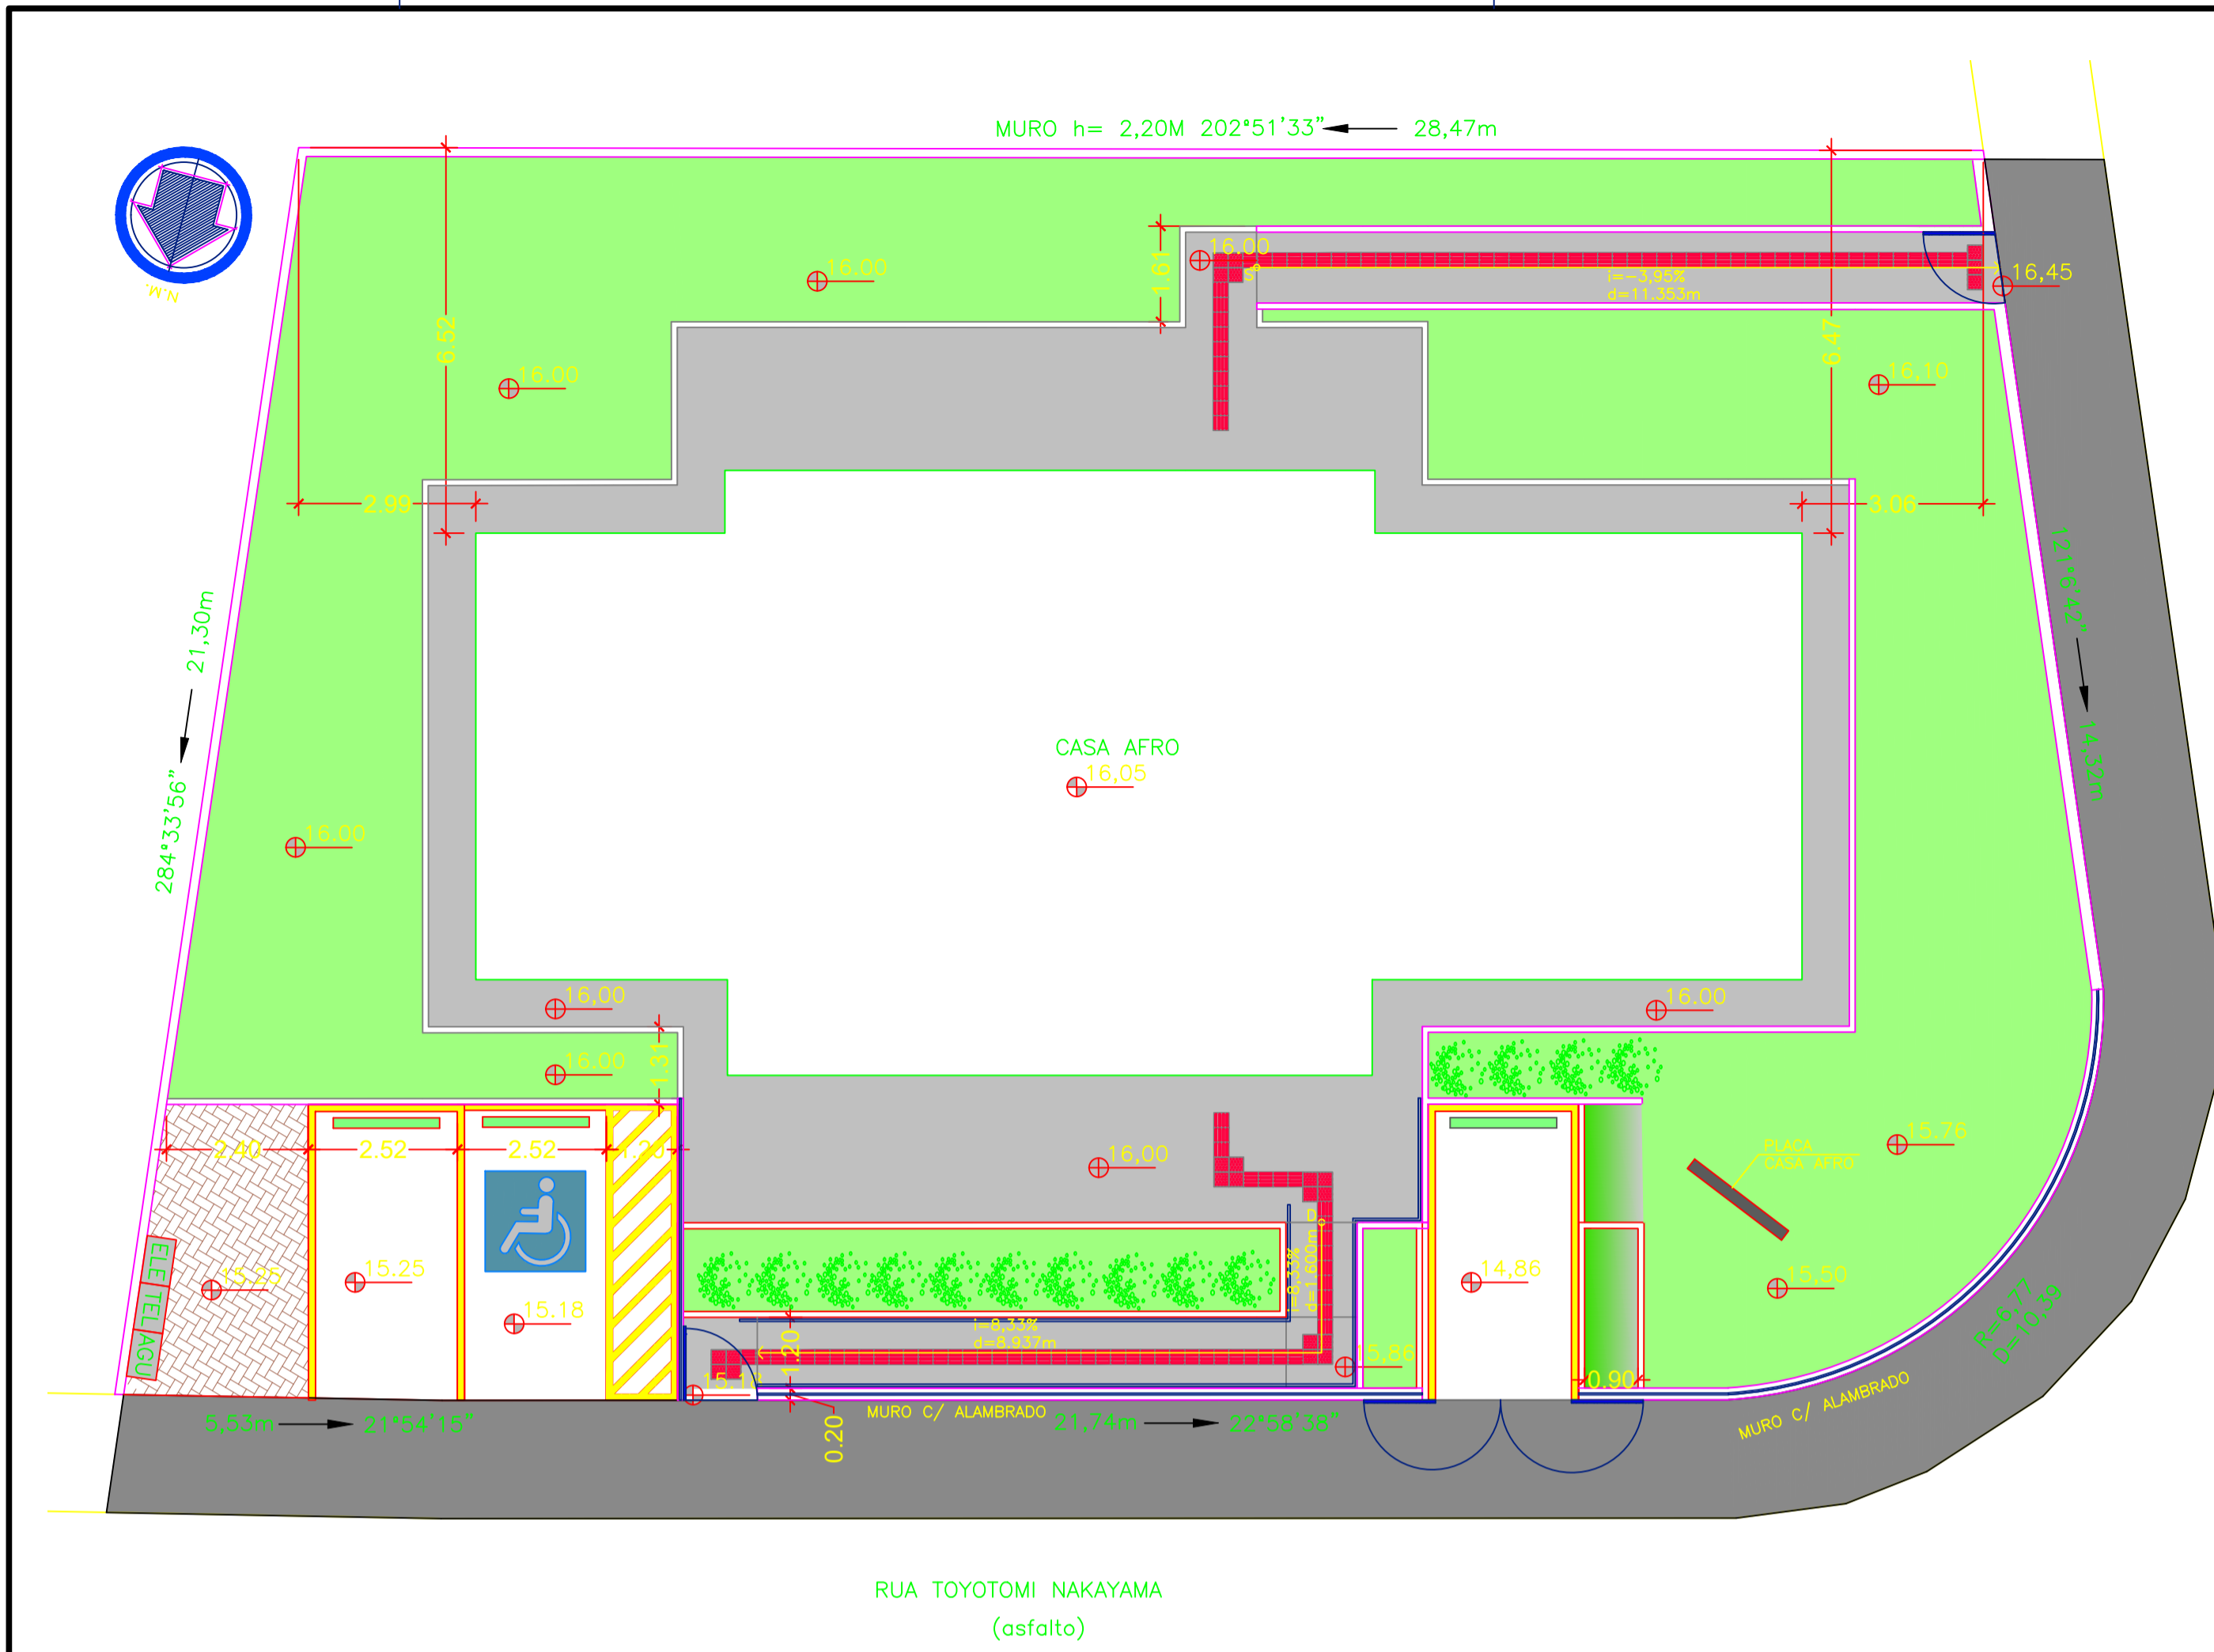 MURO h= 2,20M 202°51'33" 28,47m
N.M.
16.00
S
i=-3,95%
d=11.353m
16,45
1.61
16.00
6.52
6.47
16.00
16,10
2.99
3.06
121°6'42"
14,32m
21,30m
284°33'56"
CASA AFRO
16,05
16.00
16,00
16.00
1.31
16.00
2.40
2.52
2.52
1.20
16,00
15.76
PLACA
CASA AFRO
D
i=8,33%
d=1.600m
ELE
TEL
AGU
15.25
15.25
15.18
14,86
15,50
i=8,33%
d=8.937m
1.20
15.86
R=6,77
D=10,39
0.90
0.20
5,53m 21°54'15"
MURO C/ ALAMBRADO
21,74m 22°58'38"
MURO C/ ALAMBRADO
RUA TOYOTOMI NAKAYAMA
(asfalto)